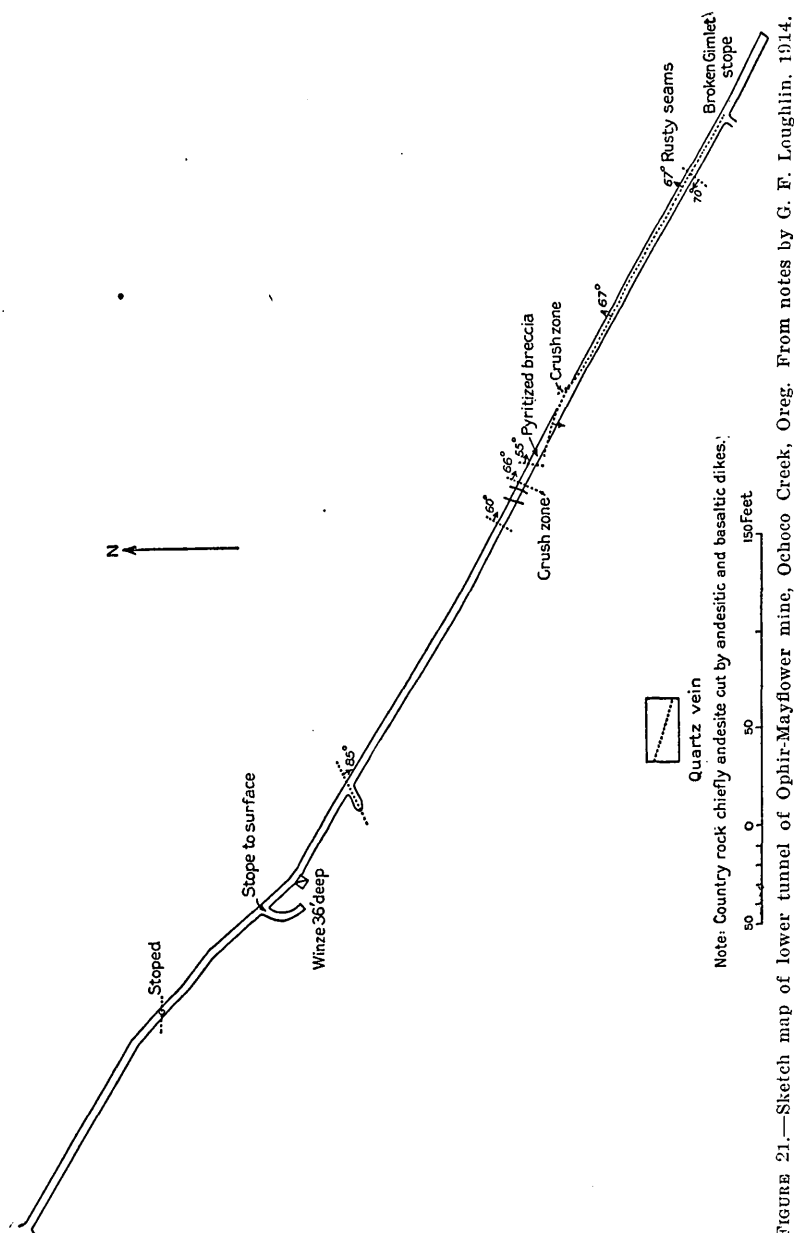 N
Stoped
Stope to surface
Winze 36' deep
85°
60°
66°
55°
Pyritized breccia
Crush zone
Crush zone
67°
67° Rusty seams
70°
Broken Gimlet
stope
Quartz vein
Note: Country rock chiefly andesite cut by andesitic and basaltic dikes.
50 0 50 150 Feet
FIGURE 21.—Sketch map of lower tunnel of Ophir-Mayflower mine, Ochoco Creek, Oreg. From notes by G. F. Loughlin, 1914.